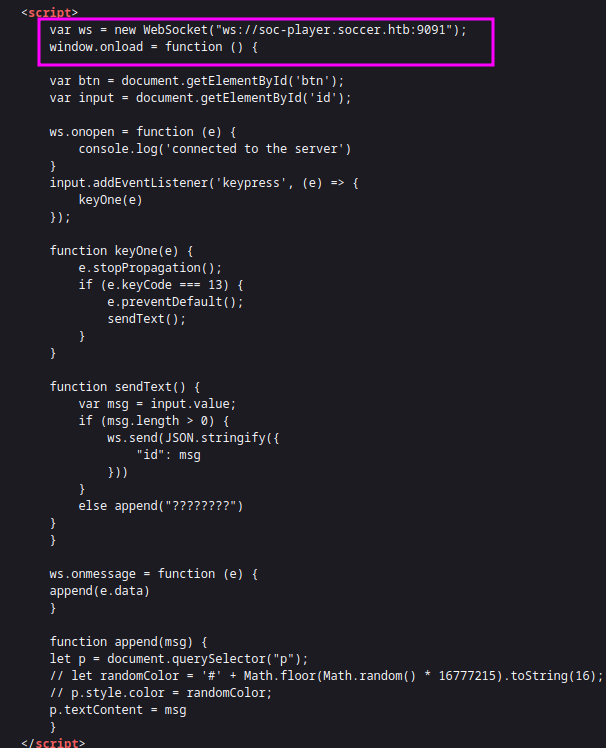 <script>
var ws = new WebSocket("ws://soc-player.soccer.htb:9091");
window.onload = function () {
var btn = document.getElementById('btn');
var input = document.getElementById('id');
ws.onopen = function (e) {
console.log('connected to the server')
}
input.addEventListener('keypress', (e) => {
keyOne(e)
});
function keyOne(e) {
e.stopPropagation();
if (e.keyCode === 13) {
e.preventDefault();
sendText();
}
}
function sendText() {
var msg = input.value;
if (msg.length > 0) {
ws.send(JSON.stringify({
"id": msg
}))
}
else append("????????")
}
}
ws.onmessage = function (e) {
append(e.data)
}
function append(msg) {
let p = document.querySelector("p");
// let randomColor = '#' + Math.floor(Math.random() * 16777215).toString(16);
// p.style.color = randomColor;
p.textContent = msg
}
</script>